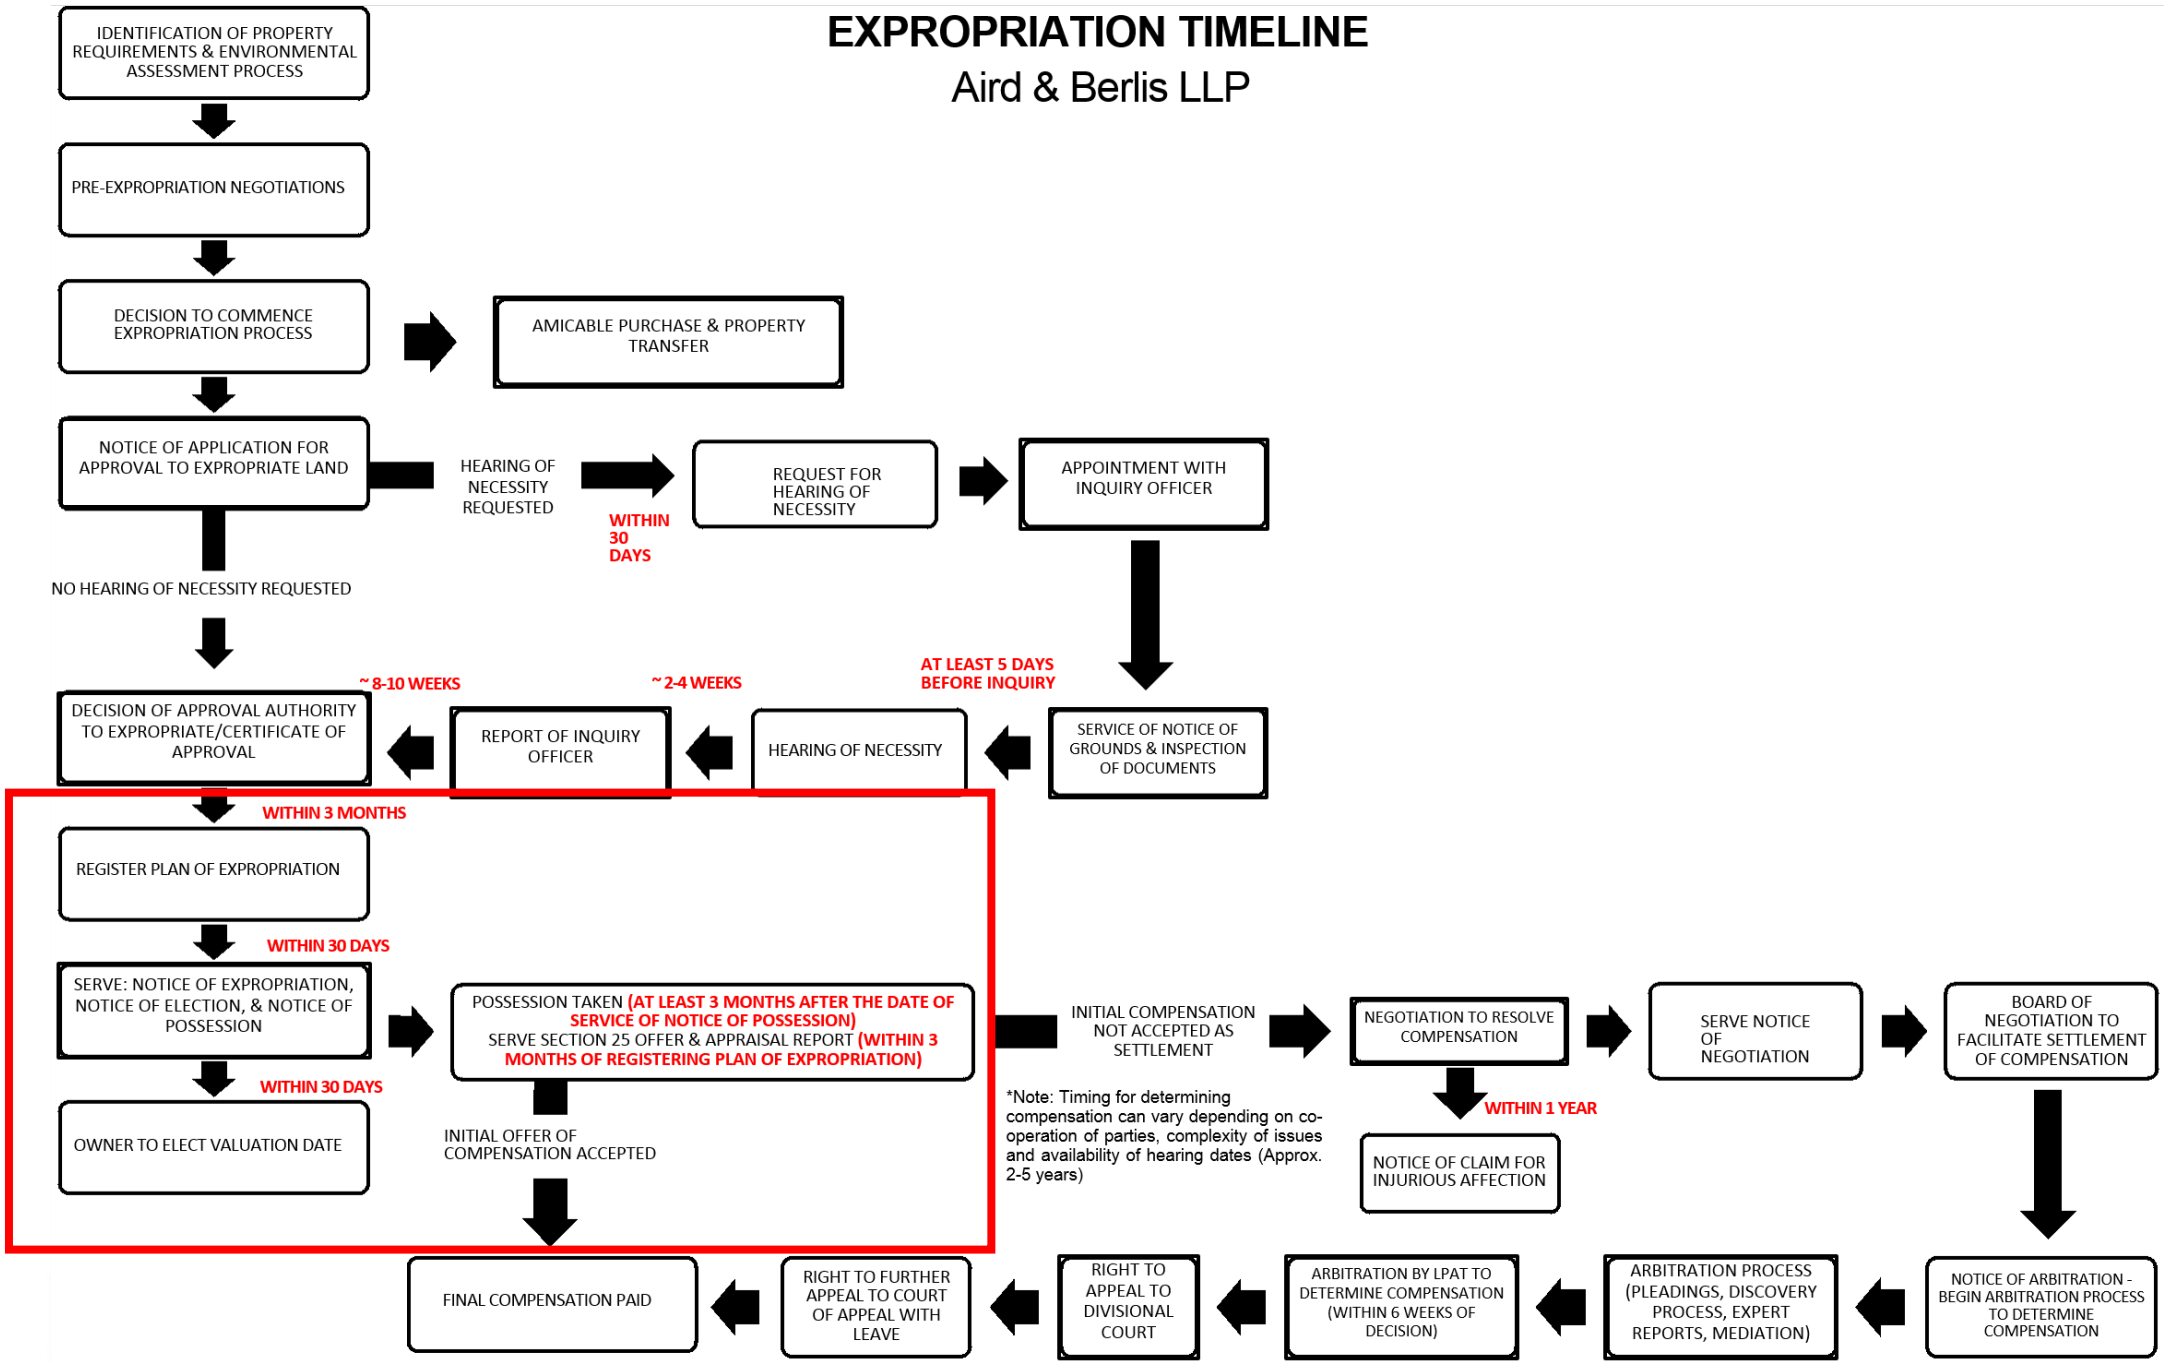 EXPROPRIATION TIMELINE
Aird & Berlis LLP
IDENTIFICATION OF PROPERTY
REQUIREMENTS & ENVIRONMENTAL
ASSESSMENT PROCESS
PRE-EXPROPRIATION NEGOTIATIONS
DECISION TO COMMENCE
EXPROPRIATION PROCESS
AMICABLE PURCHASE & PROPERTY
TRANSFER
NOTICE OF APPLICATION FOR
APPROVAL TO EXPROPRIATE LAND
HEARING OF
NECESSITY
REQUESTED
WITHIN
30
DAYS
REQUEST FOR
HEARING OF
NECESSITY
APPOINTMENT WITH
INQUIRY OFFICER
NO HEARING OF NECESSITY REQUESTED
AT LEAST 5 DAYS
BEFORE INQUIRY
SERVICE OF NOTICE OF
GROUNDS & INSPECTION
OF DOCUMENTS
HEARING OF NECESSITY
~ 2-4 WEEKS
REPORT OF INQUIRY
OFFICER
~ 8-10 WEEKS
DECISION OF APPROVAL AUTHORITY
TO EXPROPRIATE/CERTIFICATE OF
APPROVAL
WITHIN 3 MONTHS
REGISTER PLAN OF EXPROPRIATION
WITHIN 30 DAYS
SERVE: NOTICE OF EXPROPRIATION,
NOTICE OF ELECTION, & NOTICE OF
POSSESSION
WITHIN 30 DAYS
OWNER TO ELECT VALUATION DATE
POSSESSION TAKEN (AT LEAST 3 MONTHS AFTER THE DATE OF
SERVICE OF NOTICE OF POSSESSION)
SERVE SECTION 25 OFFER & APPRAISAL REPORT (WITHIN 3
MONTHS OF REGISTERING PLAN OF EXPROPRIATION)
INITIAL OFFER OF
COMPENSATION ACCEPTED
INITIAL COMPENSATION
NOT ACCEPTED AS
SETTLEMENT
*Note: Timing for determining
compensation can vary depending on co-
operation of parties, complexity of issues
and availability of hearing dates (Approx.
2-5 years)
NEGOTIATION TO RESOLVE
COMPENSATION
WITHIN 1 YEAR
NOTICE OF CLAIM FOR
INJURIOUS AFFECTION
SERVE NOTICE
OF
NEGOTIATION
BOARD OF
NEGOTIATION TO
FACILITATE SETTLEMENT
OF COMPENSATION
NOTICE OF ARBITRATION -
BEGIN ARBITRATION PROCESS
TO DETERMINE
COMPENSATION
ARBITRATION PROCESS
(PLEADINGS, DISCOVERY
PROCESS, EXPERT
REPORTS, MEDIATION)
ARBITRATION BY LPAT TO
DETERMINE COMPENSATION
(WITHIN 6 WEEKS OF
DECISION)
RIGHT TO
APPEAL TO
DIVISIONAL
COURT
RIGHT TO FURTHER
APPEAL TO COURT
OF APPEAL WITH
LEAVE
FINAL COMPENSATION PAID